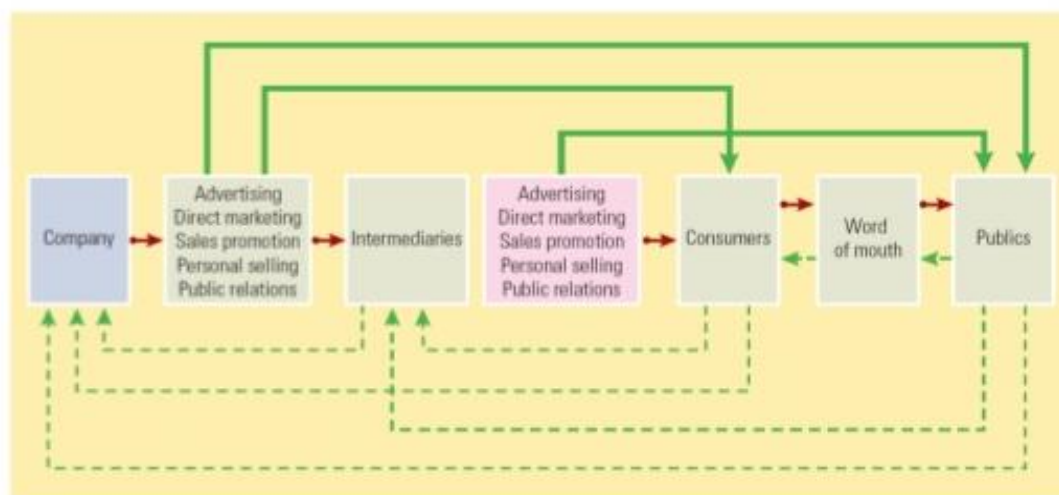 Company
Advertising
Direct marketing
Sales promotion
Personal selling
Public relations
Intermediaries
Advertising
Direct marketing
Sales promotion
Personal selling
Public relations
Consumers
Word
of mouth
Publics